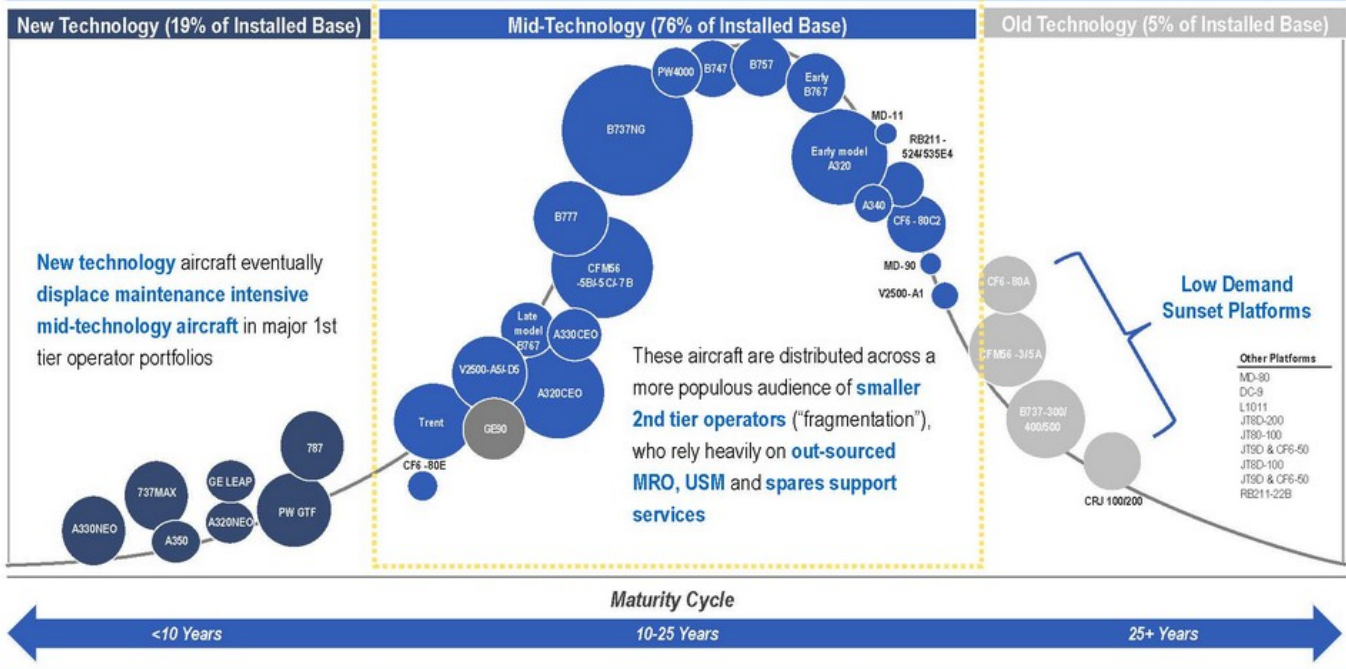 New Technology (19% of Installed Base)
Mid-Technology (76% of Installed Base)
Old Technology (5% of Installed Base)
New technology aircraft eventually
displace maintenance intensive
mid-technology aircraft in major 1st
tier operator portfolios
A330NEO
737MAX
A350
GE LEAP
A320NEO
787
PW GTF
Trent
CF6 -80E
V2500-A5/-D5
GE90
Late
model
B767
A330CEO
A320CEO
B777
CFM56
-5B/-5C/-7B
B737NG
PW4000
B747
B757
Early
B767
MD-11
Early model
A320
RB211 -
524/535E4
A340
CF6 - 80C2
MD-90
V2500-A1
These aircraft are distributed across a
more populous audience of smaller
2nd tier operators (“fragmentation”),
who rely heavily on out-sourced
MRO, USM and spares support
services
CF6 - 80A
CFM56 -3/5A
B737-300/
400/500
CRJ 100/200
Low Demand
Sunset Platforms
Other Platforms
MD-80
DC-9
L1011
JT8D-200
JT80-100
JT9D & CF6-50
JT8D-100
JT9D & CF6-50
RB211-22B
Maturity Cycle
<10 Years
10-25 Years
25+ Years